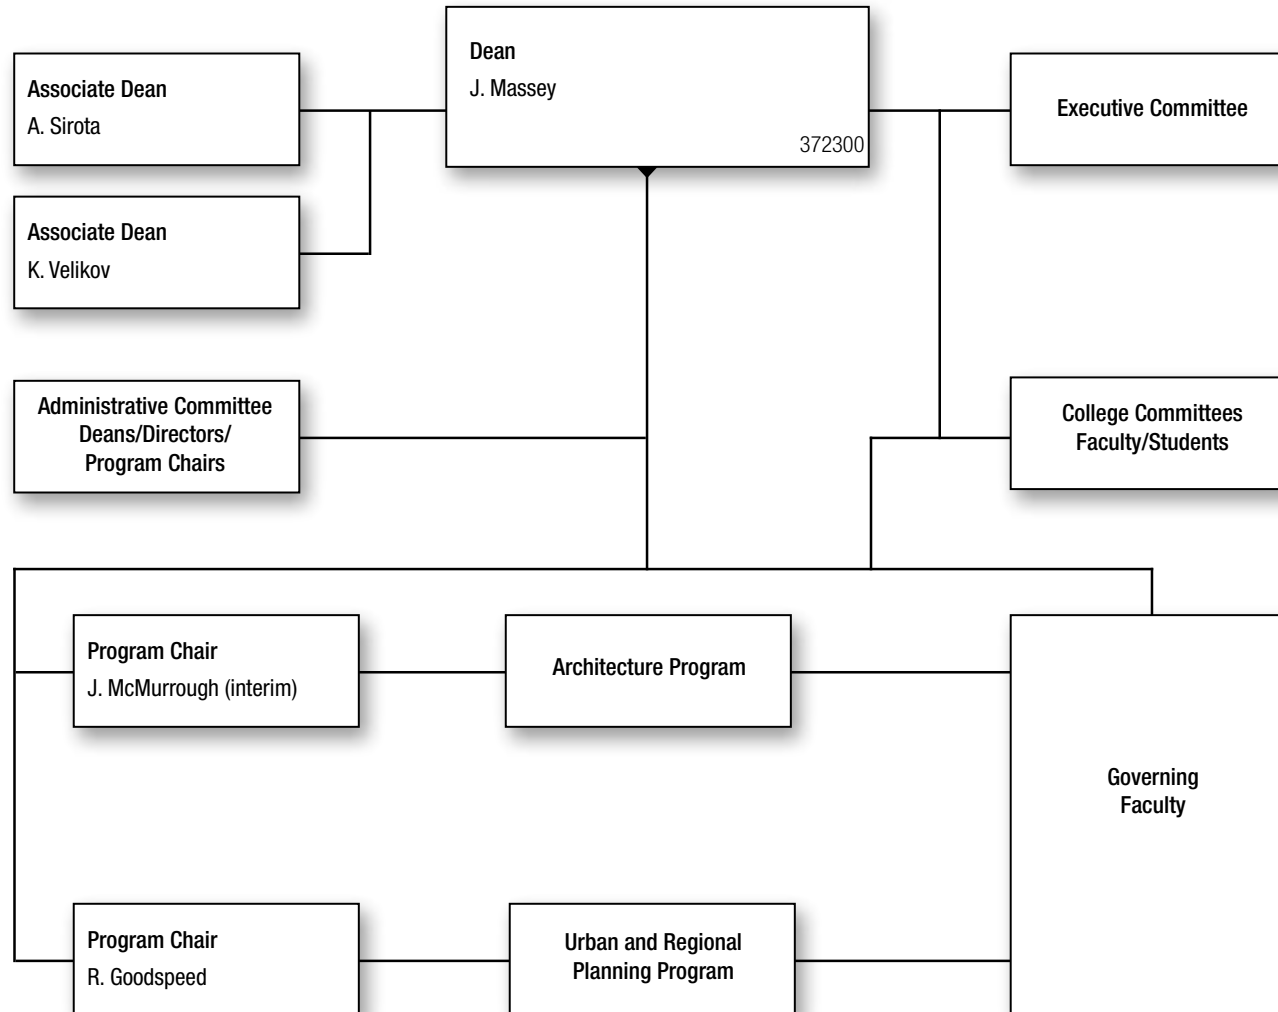 Dean
J. Massey
372300
Associate Dean
A. Sirota
Executive Committee
Associate Dean
K. Velikov
Administrative Committee
Deans/Directors/
Program Chairs
College Committees
Faculty/Students
Program Chair
J. McMurrough (interim)
Architecture Program
Governing
Faculty
Program Chair
R. Goodspeed
Urban and Regional
Planning Program